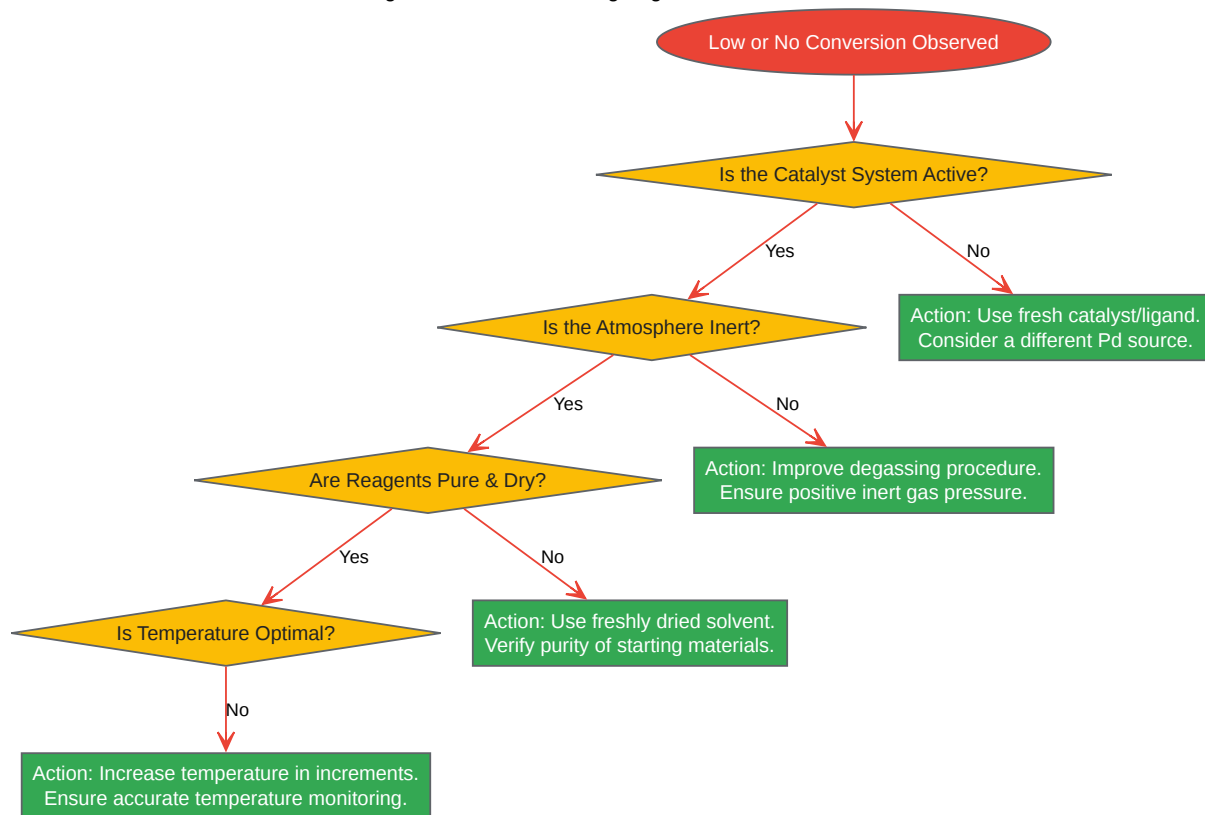 Low or No Conversion Observed
Is the Catalyst System Active?
Yes
No
Is the Atmosphere Inert?
Action: Use fresh catalyst/ligand.
Consider a different Pd source.
Yes
No
Are Reagents Pure & Dry?
Action: Improve degassing procedure.
Ensure positive inert gas pressure.
Yes
No
Is Temperature Optimal?
Action: Use freshly dried solvent.
Verify purity of starting materials.
No
Action: Increase temperature in increments.
Ensure accurate temperature monitoring.